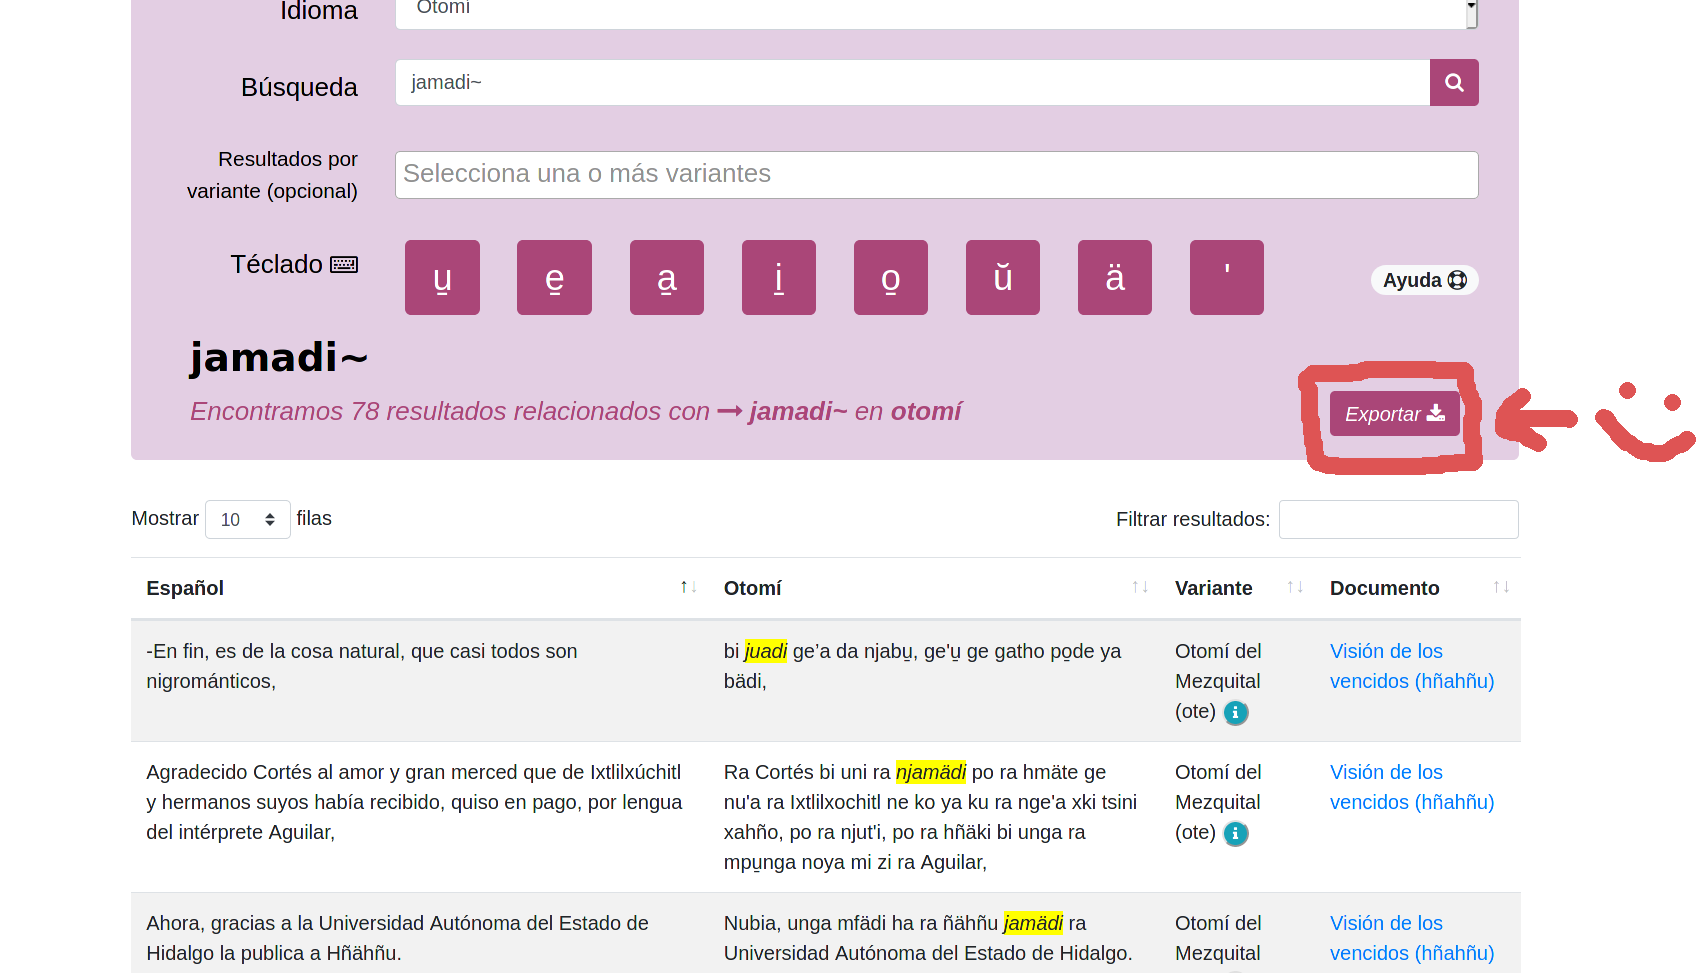 Idioma
Otomí
Búsqueda
jamadi~
Resultados por
variante (opcional)
Selecciona una o más variantes
Téclado
u̱ e̱ a̱ i̱ o̱ ŭ ä '
Ayuda
jamadi~
Encontramos 78 resultados relacionados con → jamadi~ en otomí
Exportar
Mostrar 10 filas
Filtrar resultados:
Español ↑↓ Otomí ↑↓ Variante ↑↓ Documento ↑↓
-En fin, es de la cosa natural, que casi todos son
nigrománticos,
bi juadi ge’a da njabu̱, ge'u̱ ge gatho po̱de ya
bädi,
Otomí del
Mezquital
(ote)
Visión de los
vencidos (hñahñu)
Agradecido Cortés al amor y gran merced que de Ixtlilxúchitl
y hermanos suyos había recibido, quiso en pago, por lengua
del intérprete Aguilar,
Ra Cortés bi uni ra njamädi po ra hmäte ge
nu'a ra Ixtlilxochitl ne ko ya ku ra nge'a xki tsini
xahño, po ra njut'i, po ra hñäki bi unga ra
mpu̱nga noya mi zi ra Aguilar,
Otomí del
Mezquital
(ote)
Visión de los
vencidos (hñahñu)
Ahora, gracias a la Universidad Autónoma del Estado de
Hidalgo la publica a Hñähñu.
Nubia, unga mfädi ha ra ñähñu jamädi ra
Universidad Autónoma del Estado de Hidalgo.
Otomí del
Mezquital
Visión de los
vencidos (hñahñu)